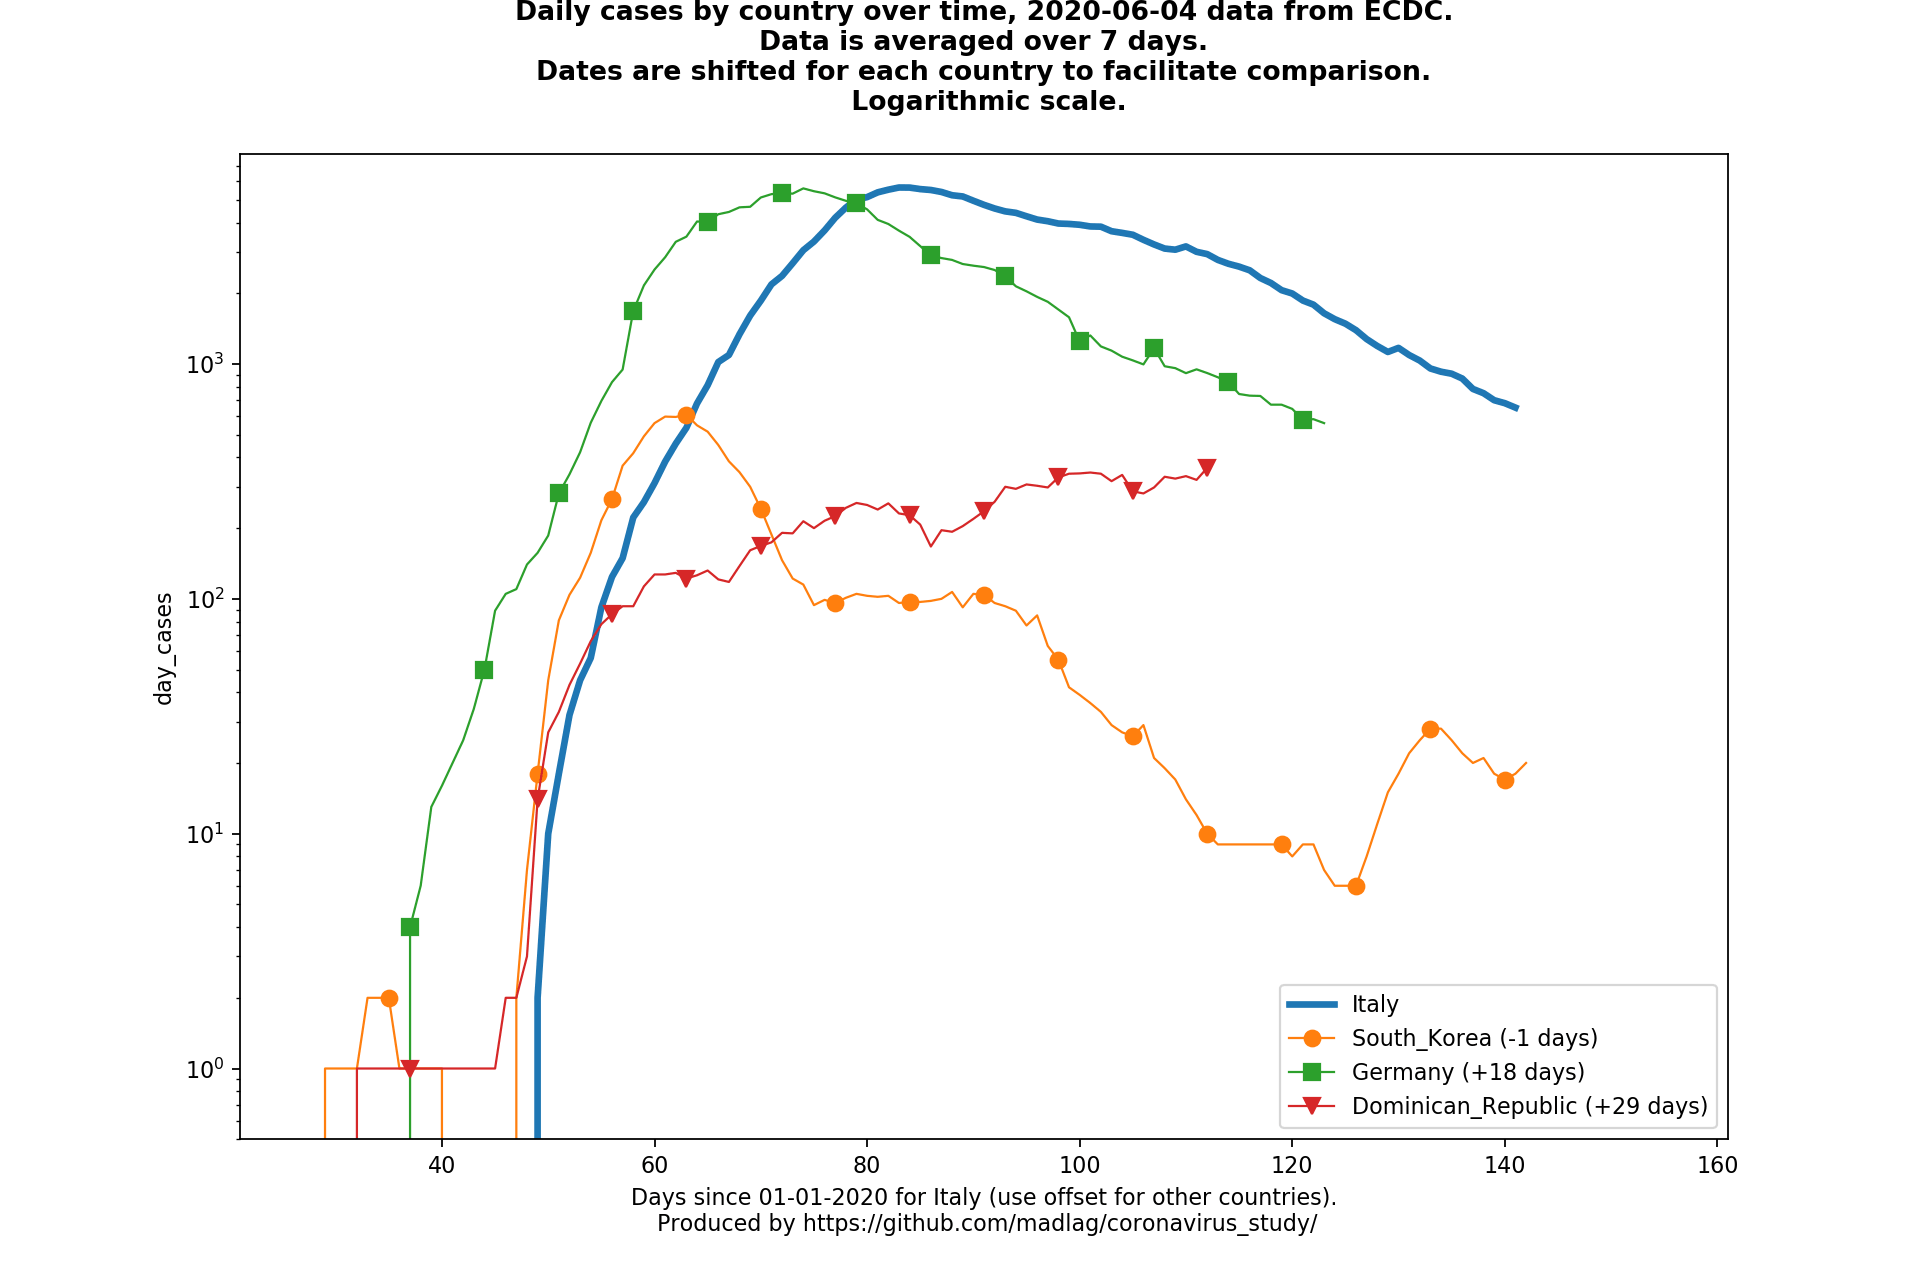 Daily cases by country over time, 2020-06-04 data from ECDC.
Data is averaged over 7 days.
Dates are shifted for each country to facilitate comparison.
Logarithmic scale.
10³
10²
10¹
10⁰
day_cases
40 60 80 100 120 140 160
Days since 01-01-2020 for Italy (use offset for other countries).
Produced by https://github.com/madlag/coronavirus_study/
Italy
South_Korea (-1 days)
Germany (+18 days)
Dominican_Republic (+29 days)